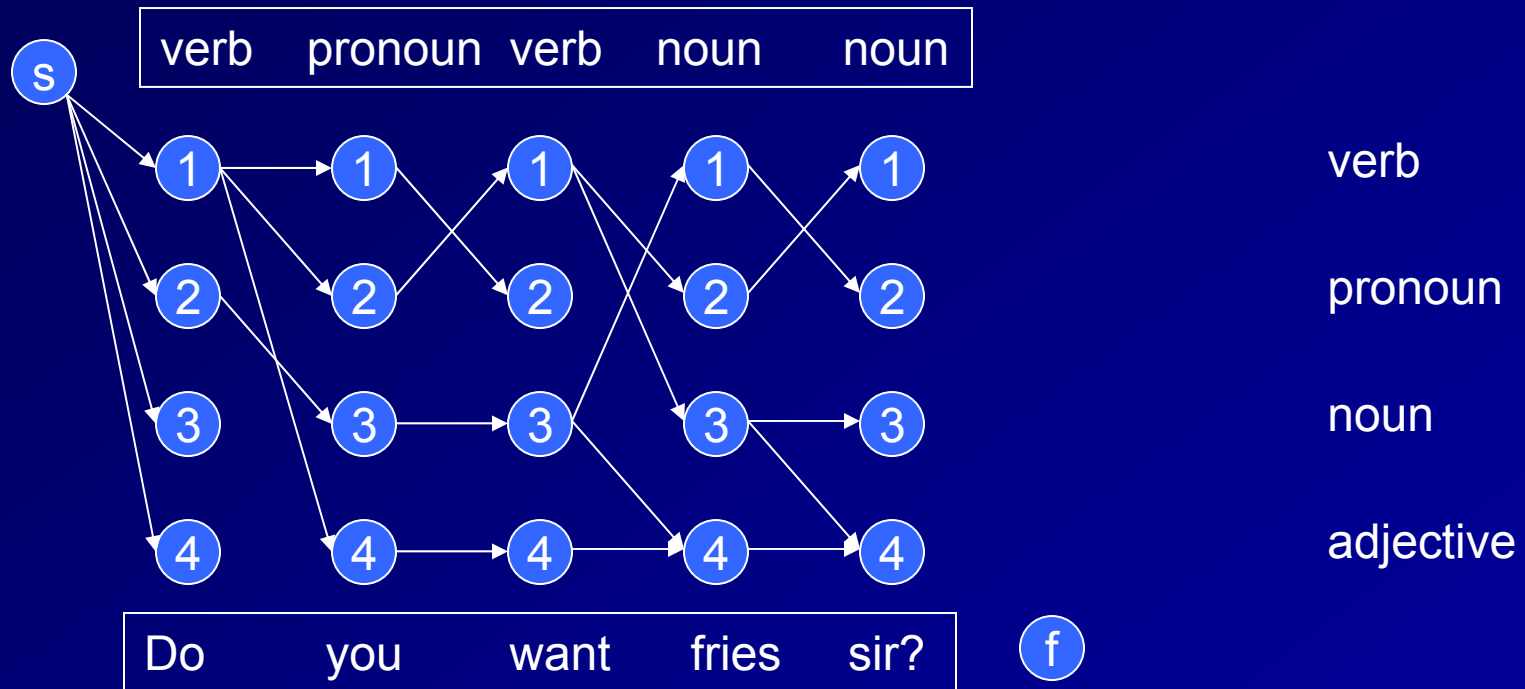 verb pronoun verb noun noun
s
1 1 1 1 1 verb
2 2 2 2 2 pronoun
3 3 3 3 3 noun
4 4 4 4 4 adjective
Do you want fries sir? f